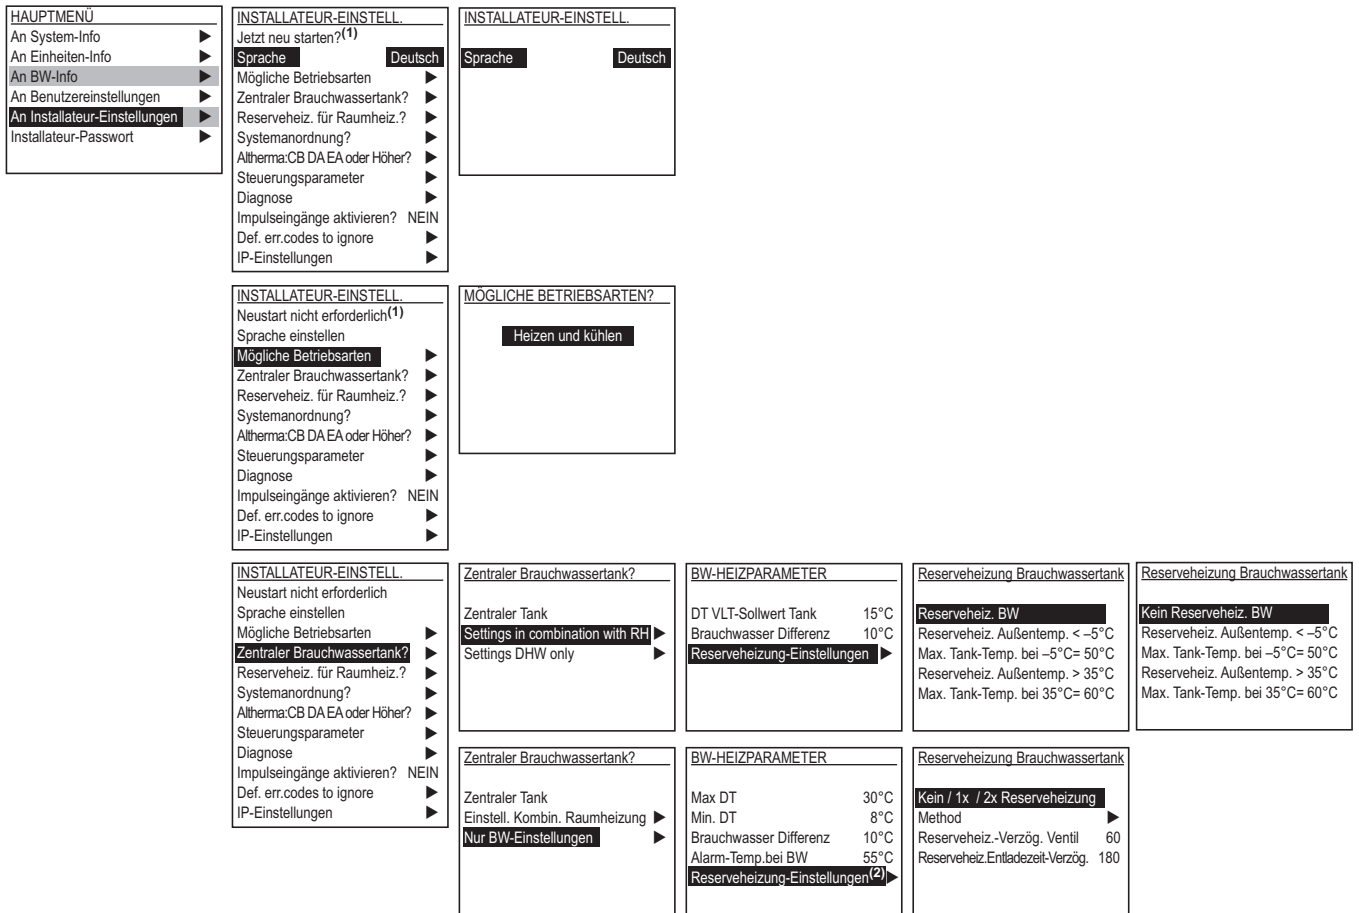 HAUPTMENÜ
An System-Info ▶
An Einheiten-Info ▶
An BW-Info ▶
An Benutzereinstellungen ▶
An Installateur-Einstellungen ▶
Installateur-Passwort ▶
INSTALLATEUR-EINSTELL.
Jetzt neu starten?(1)
Sprache Deutsch
Mögliche Betriebsarten ▶
Zentraler Brauchwassertank? ▶
Reserveheiz. für Raumheiz.? ▶
Systemanordnung? ▶
Altherma:CB DA EA oder Höher? ▶
Steuerungsparameter ▶
Diagnose ▶
Impulseingänge aktivieren? NEIN
Def. err.codes to ignore ▶
IP-Einstellungen ▶
INSTALLATEUR-EINSTELL.
Sprache Deutsch
INSTALLATEUR-EINSTELL.
Neustart nicht erforderlich(1)
Sprache einstellen
Mögliche Betriebsarten ▶
Zentraler Brauchwassertank? ▶
Reserveheiz. für Raumheiz.? ▶
Systemanordnung? ▶
Altherma:CB DA EA oder Höher? ▶
Steuerungsparameter ▶
Diagnose ▶
Impulseingänge aktivieren? NEIN
Def. err.codes to ignore ▶
IP-Einstellungen ▶
MÖGLICHE BETRIEBSARTEN?
Heizen und kühlen
INSTALLATEUR-EINSTELL.
Neustart nicht erforderlich
Sprache einstellen
Mögliche Betriebsarten ▶
Zentraler Brauchwassertank? ▶
Reserveheiz. für Raumheiz.? ▶
Systemanordnung? ▶
Altherma:CB DA EA oder Höher? ▶
Steuerungsparameter ▶
Diagnose ▶
Impulseingänge aktivieren? NEIN
Def. err.codes to ignore ▶
IP-Einstellungen ▶
Zentraler Brauchwassertank?
Zentraler Tank
Settings in combination with RH ▶
Settings DHW only ▶
BW-HEIZPARAMETER
DT VLT-Sollwert Tank 15°C
Brauchwasser Differenz 10°C
Reserveheizung-Einstellungen ▶
Reserveheizung Brauchwassertank
Reserveheiz. BW
Reserveheiz. Außentemp. < –5°C
Max. Tank-Temp. bei –5°C= 50°C
Reserveheiz. Außentemp. > 35°C
Max. Tank-Temp. bei 35°C= 60°C
Reserveheizung Brauchwassertank
Kein Reserveheiz. BW
Reserveheiz. Außentemp. < –5°C
Max. Tank-Temp. bei –5°C= 50°C
Reserveheiz. Außentemp. > 35°C
Max. Tank-Temp. bei 35°C= 60°C
Zentraler Brauchwassertank?
Zentraler Tank
Einstell. Kombin. Raumheizung ▶
Nur BW-Einstellungen ▶
BW-HEIZPARAMETER
Max DT 30°C
Min. DT 8°C
Brauchwasser Differenz 10°C
Alarm-Temp.bei BW 55°C
Reserveheizung-Einstellungen(2) ▶
Reserveheizung Brauchwassertank
Kein / 1x / 2x Reserveheizung
Method ▶
Reserveheiz.-Verzög. Ventil 60
Reserveheiz.Entladezeit-Verzög. 180